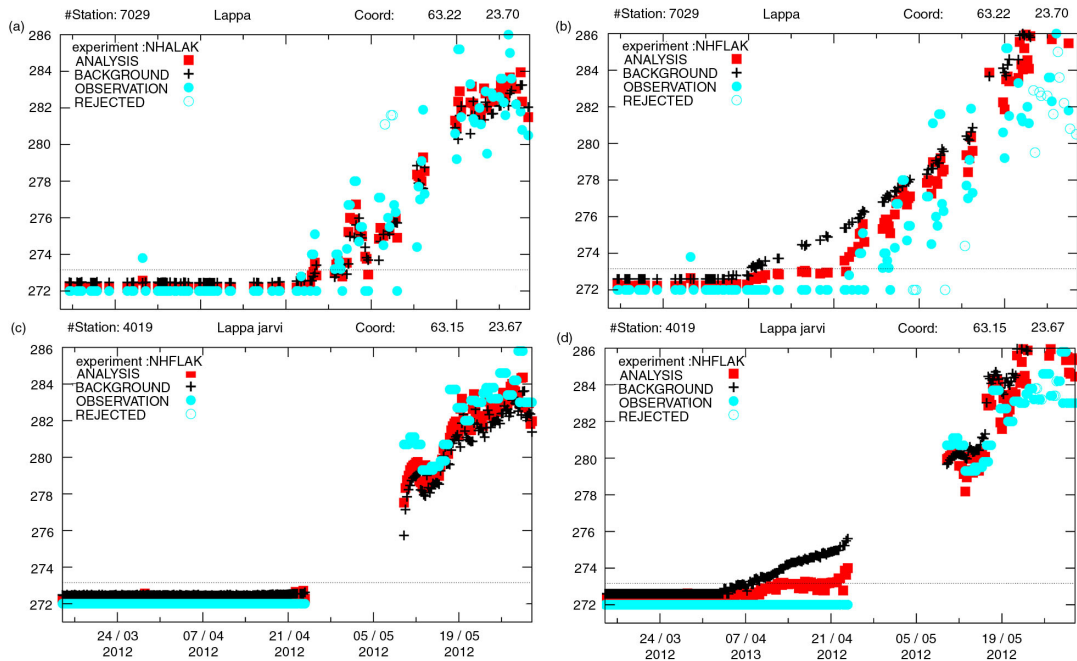 #Station: 7029 Lappa Coord: 63.22 23.70
(a)
experiment :NHALAK
ANALYSIS
BACKGROUND
OBSERVATION
REJECTED
286
284
282
280
278
276
274
272
#Station: 7029 Lappa Coord: 63.22 23.70
(b)
experiment :NHFLAK
ANALYSIS
BACKGROUND
OBSERVATION
REJECTED
286
284
282
280
278
276
274
272
#Station: 4019 Lappa jarvi Coord: 63.15 23.67
(c)
experiment :NHFLAK
ANALYSIS
BACKGROUND
OBSERVATION
REJECTED
286
284
282
280
278
276
274
272
24 / 03 07 / 04 21 / 04 05 / 05 19 / 05
2012 2012 2012 2012 2012
#Station: 4019 Lappa jarvi Coord: 63.15 23.67
(d)
experiment :NHFLAK
ANALYSIS
BACKGROUND
OBSERVATION
REJECTED
286
284
282
280
278
276
274
272
24 / 03 07 / 04 21 / 04 05 / 05 19 / 05
2012 2013 2012 2012 2012